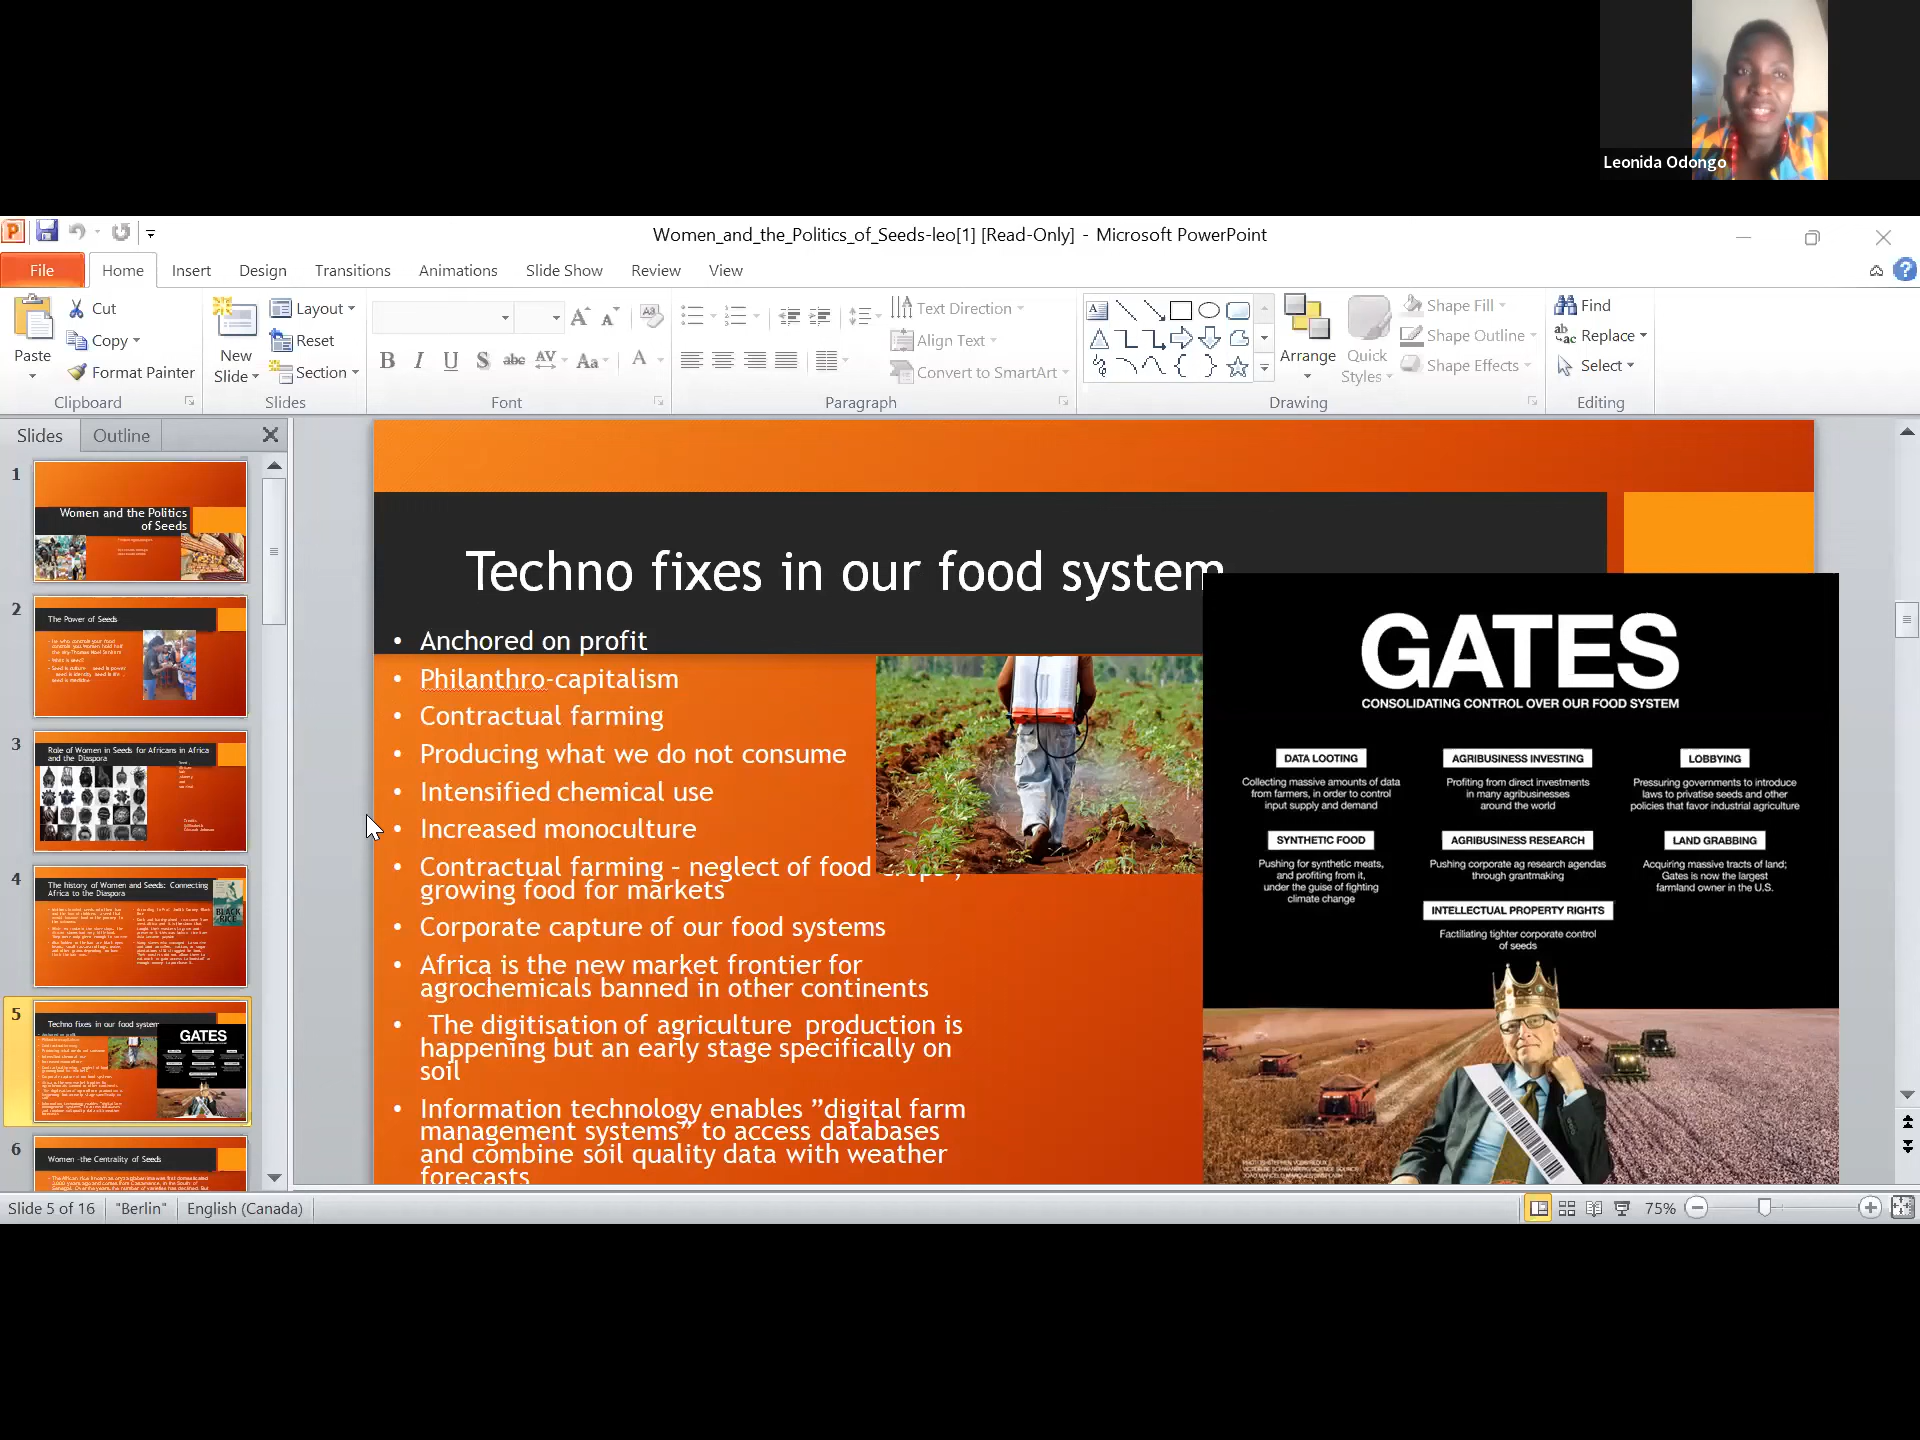 Leonida Odongo
Women_and_the_Politics_of_Seeds-leo[1] [Read-Only] - Microsoft PowerPoint
File Home Insert Design Transitions Animations Slide Show Review View
Paste
Cut
Copy
Format Painter
Clipboard
New
Slide
Layout
Reset
Section
Slides
Font
Text Direction
Align Text
Convert to SmartArt
Paragraph
Arrange
Quick
Styles
Shape Fill
Shape Outline
Shape Effects
Drawing
Find
Replace
Select
Editing
Slides Outline
1
Women and the Politics
of Seeds
2
The Power of Seeds
3
Role of Women in Seeds for Africans in Africa
and the Diaspora
4
The history of Women and Seeds: Connecting
Africa to the Diaspora
BLACK
RICE
5
Techno fixes in our food system
GATES
6
Women -the Centrality of Seeds
Techno fixes in our food system
• Anchored on profit
• Philanthro-capitalism
• Contractual farming
• Producing what we do not consume
• Intensified chemical use
• Increased monoculture
• Contractual farming – neglect of food
growing food for markets
• Corporate capture of our food systems
• Africa is the new market frontier for
agrochemicals banned in other continents
• The digitisation of agriculture production is
happening but an early stage specifically on
soil
• Information technology enables ”digital farm
management systems” to access databases
and combine soil quality data with weather
forecasts
GATES
CONSOLIDATING CONTROL OVER OUR FOOD SYSTEM
DATA LOOTING
Collecting massive amounts of data
from farmers, in order to control
input supply and demand
AGRIBUSINESS INVESTING
Profiting from direct investments
in many agribusinesses
around the world
LOBBYING
Pressuring governments to introduce
laws to privatise seeds and other
policies that favor industrial agriculture
SYNTHETIC FOOD
Pushing for synthetic meats,
and profiting from it,
under the guise of fighting
climate change
AGRIBUSINESS RESEARCH
Pushing corporate ag research agendas
through grantmaking
LAND GRABBING
Acquiring massive tracts of land;
Gates is now the largest
farmland owner in the U.S.
INTELLECTUAL PROPERTY RIGHTS
Factiliating tighter corporate control
of seeds
Slide 5 of 16 "Berlin" English (Canada)
75%